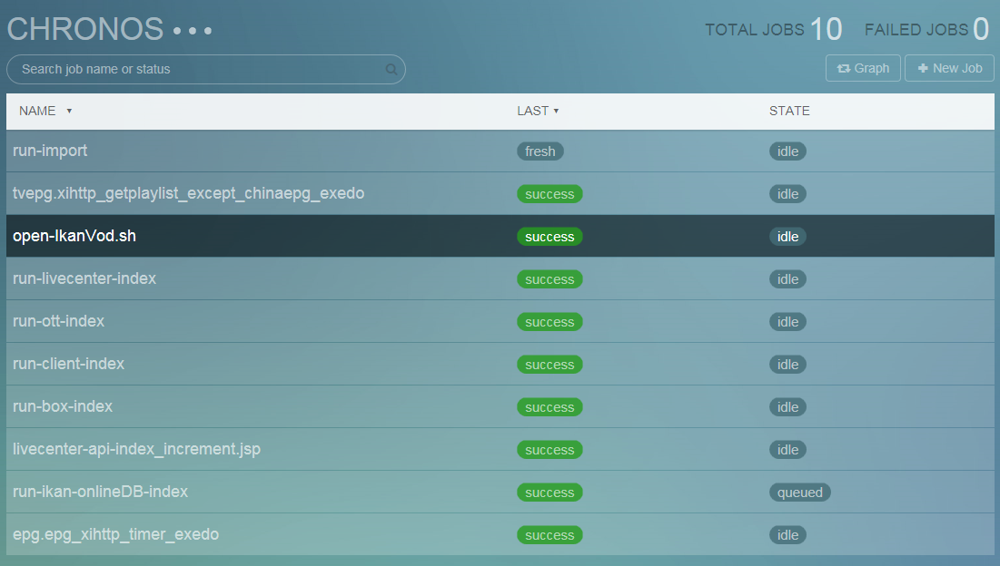 CHRONOS ••• TOTAL JOBS 10 FAILED JOBS 0
Search job name or status Graph New Job
NAME ▼ LAST ▼ STATE
run-import fresh idle
tvepg.xihttp_getplaylist_except_chinaepg_exedo success idle
open-IkanVod.sh success idle
run-livecenter-index success idle
run-ott-index success idle
run-client-index success idle
run-box-index success idle
livecenter-api-index_increment.jsp success idle
run-ikan-onlineDB-index success queued
epg.epg_xihttp_timer_exedo success idle